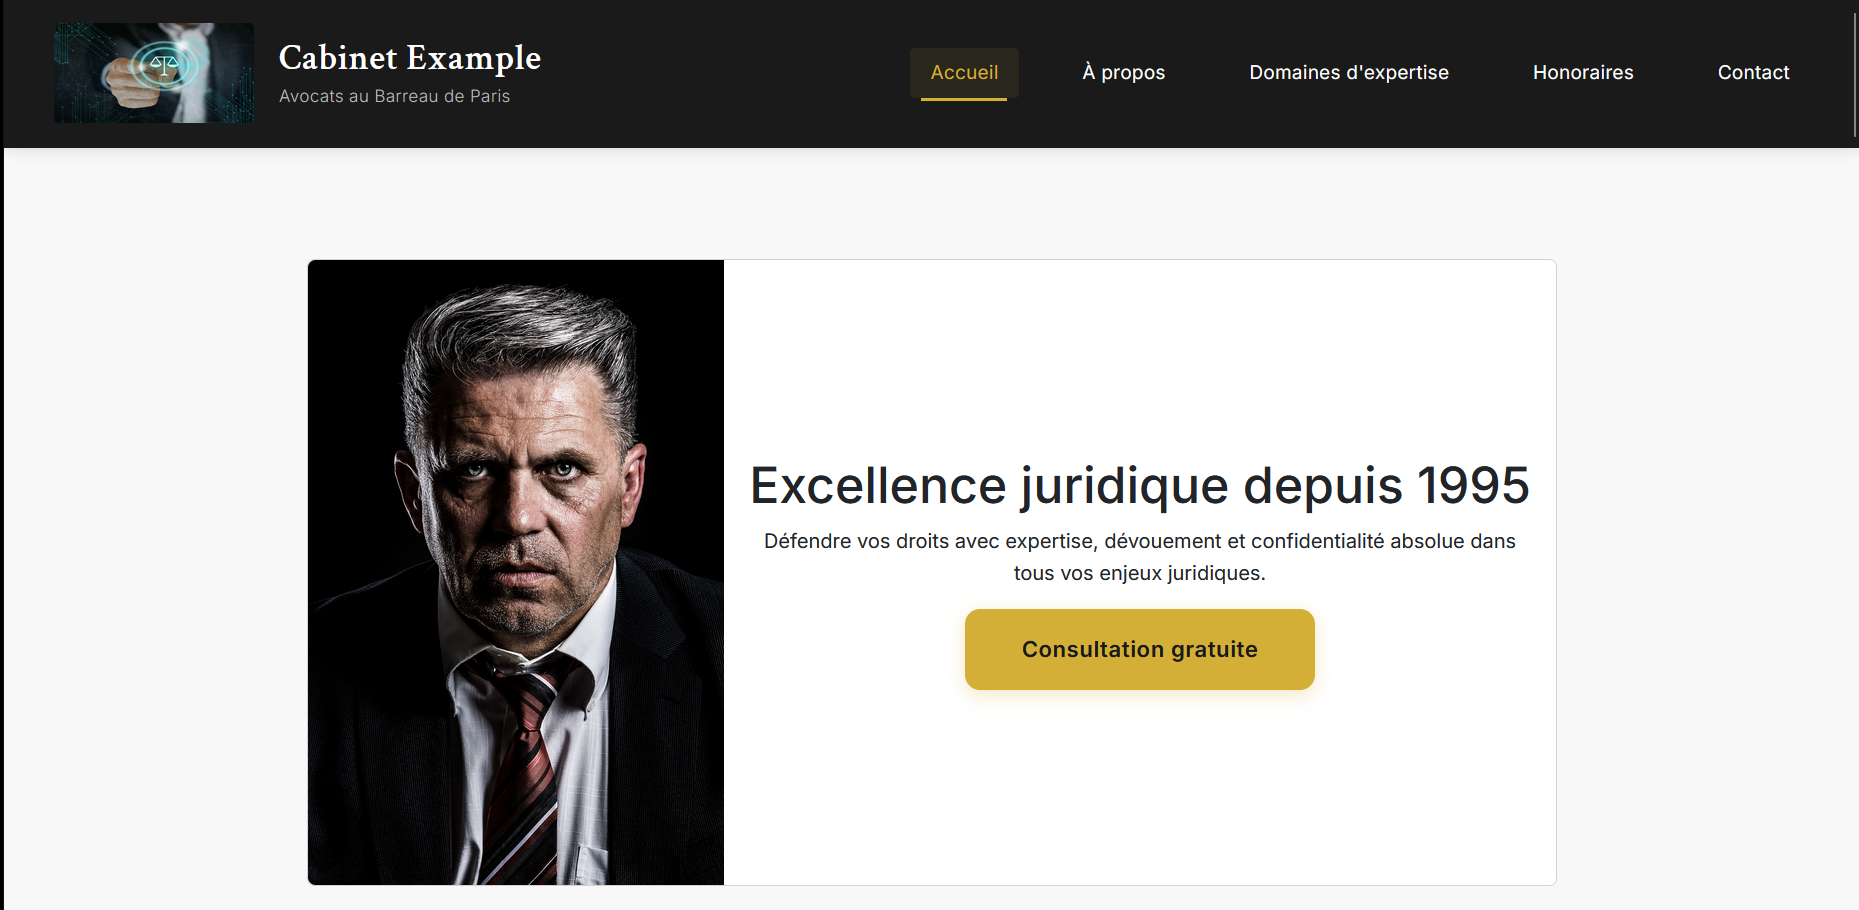 Cabinet Example
Avocats au Barreau de Paris
Accueil
À propos
Domaines d'expertise
Honoraires
Contact
Excellence juridique depuis 1995
Défendre vos droits avec expertise, dévouement et confidentialité absolue dans
tous vos enjeux juridiques.
Consultation gratuite